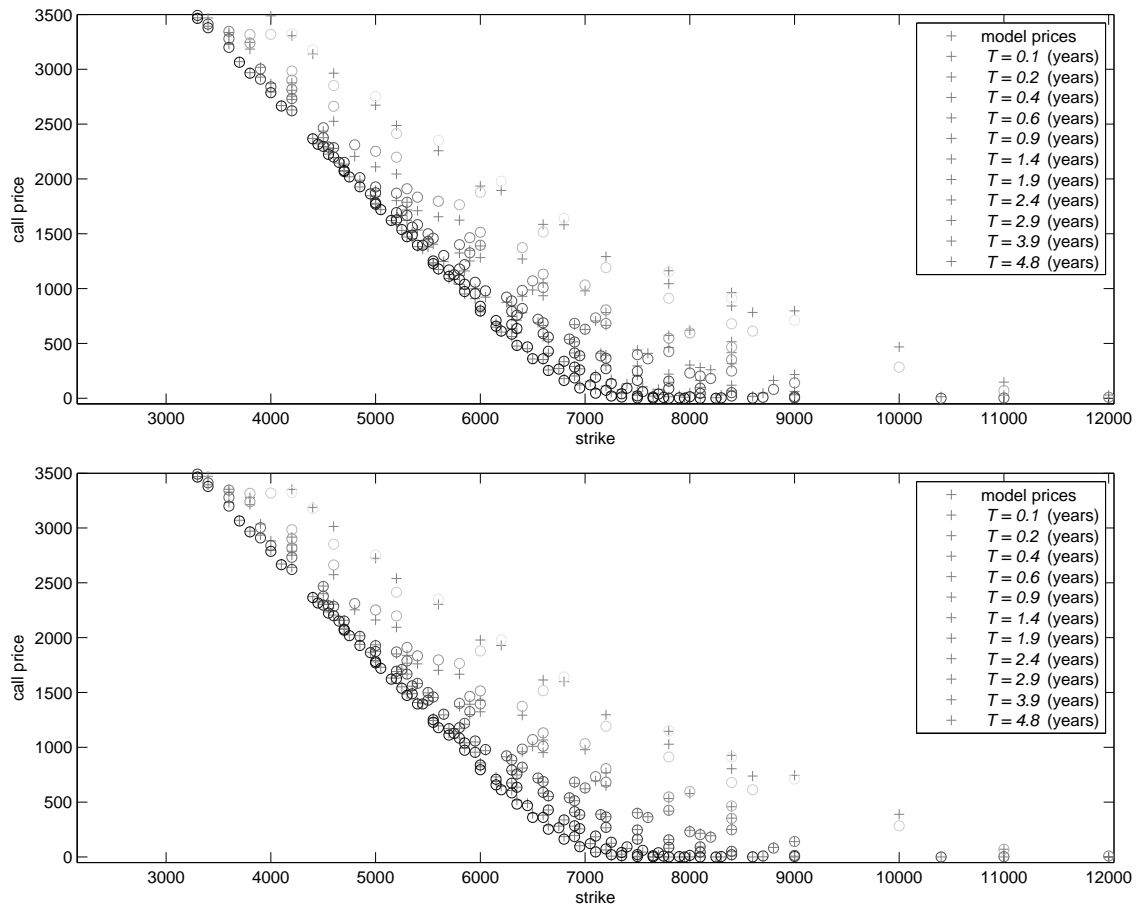 3500
3000
2500
2000
1500
1000
500
0
call price
3000 4000 5000 6000 7000 8000 9000 10000 11000 12000
strike
model prices
T = 0.1 (years)
T = 0.2 (years)
T = 0.4 (years)
T = 0.6 (years)
T = 0.9 (years)
T = 1.4 (years)
T = 1.9 (years)
T = 2.4 (years)
T = 2.9 (years)
T = 3.9 (years)
T = 4.8 (years)
3500
3000
2500
2000
1500
1000
500
0
call price
3000 4000 5000 6000 7000 8000 9000 10000 11000 12000
strike
model prices
T = 0.1 (years)
T = 0.2 (years)
T = 0.4 (years)
T = 0.6 (years)
T = 0.9 (years)
T = 1.4 (years)
T = 1.9 (years)
T = 2.4 (years)
T = 2.9 (years)
T = 3.9 (years)
T = 4.8 (years)